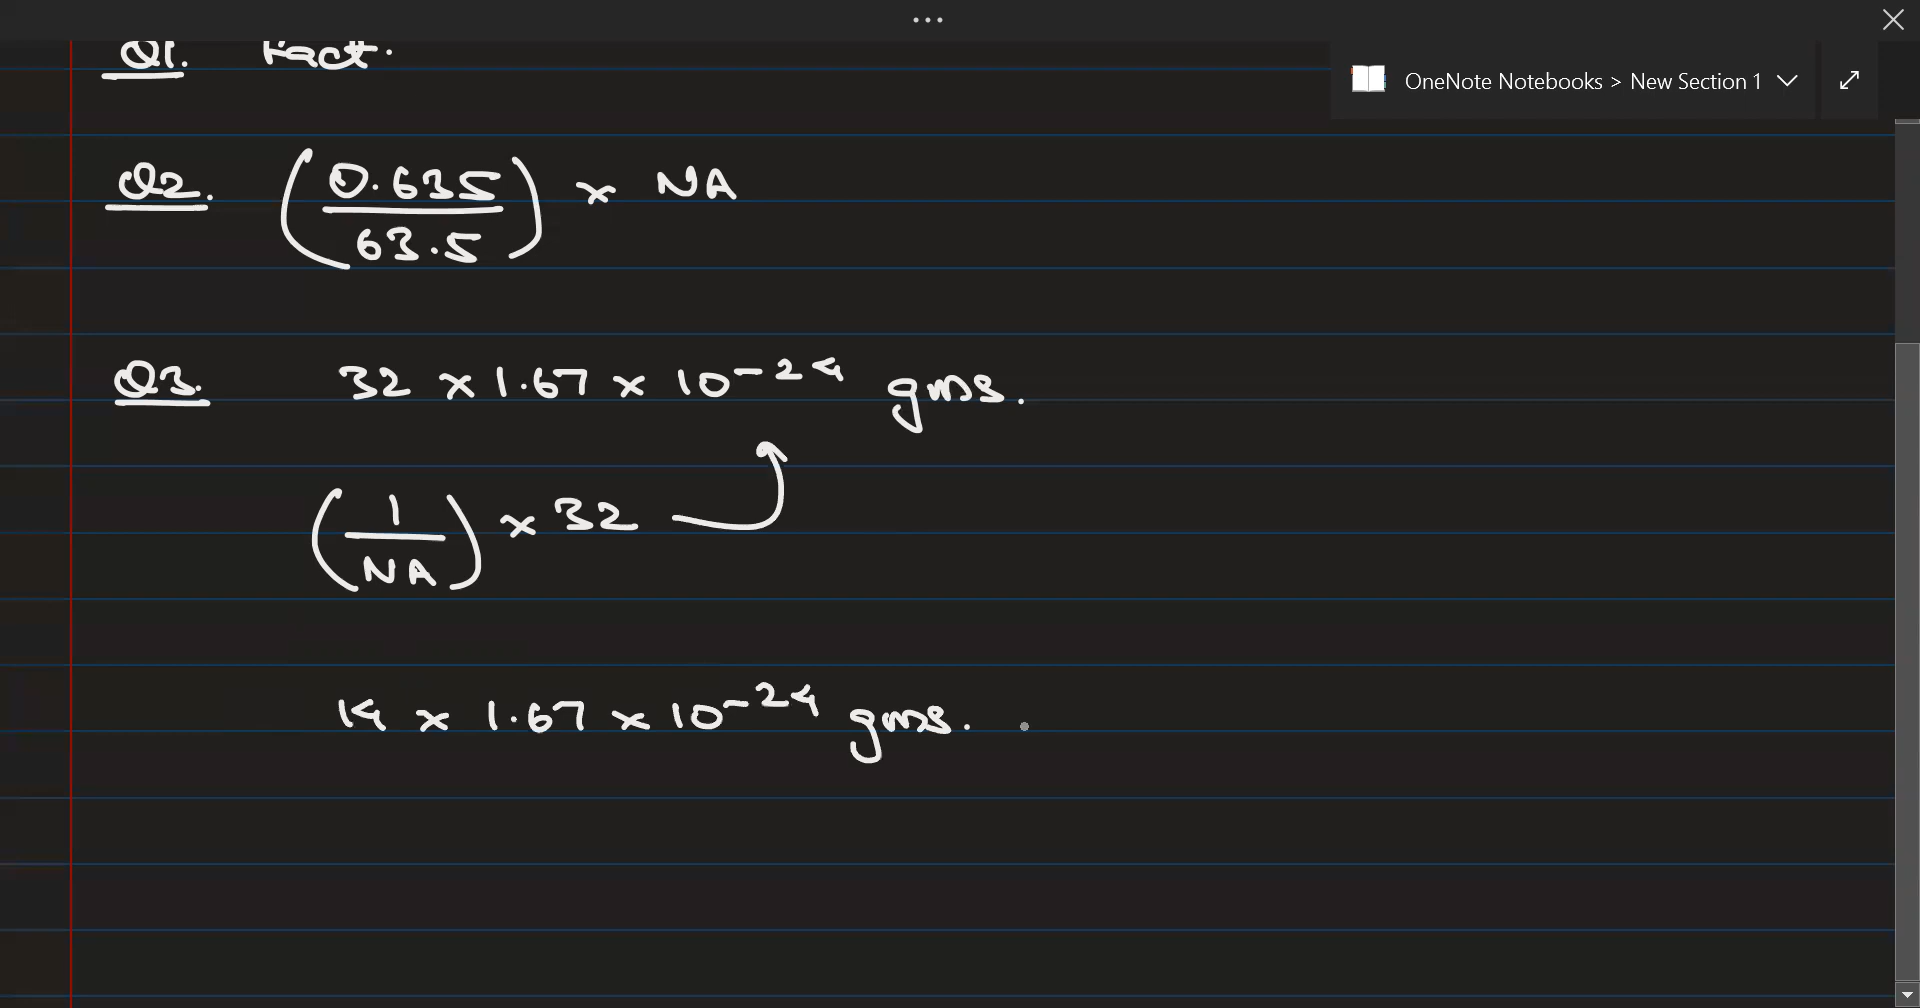 ...
Q1. Fact.
OneNote Notebooks > New Section 1
Q2. (0.635 / 63.5) × NA
Q3. 32 × 1.67 × 10⁻²⁴ gms.
(1 / NA) × 32
14 × 1.67 × 10⁻²⁴ gms.